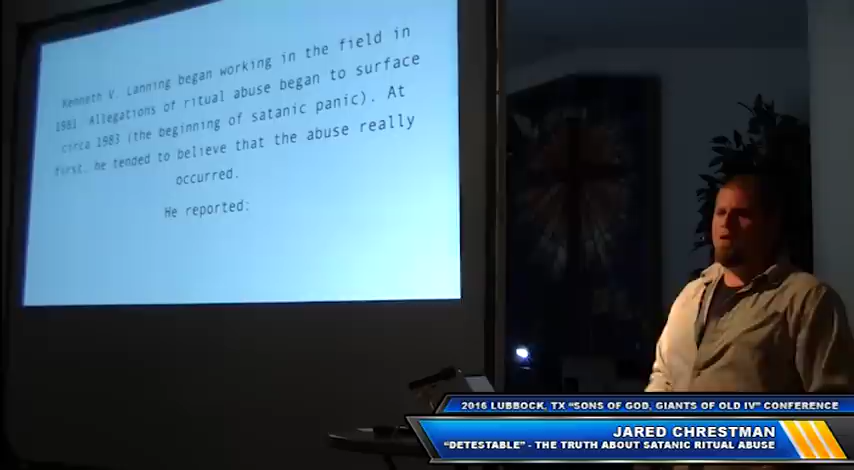 Kenneth V. Lanning began working in the field in
1981. Allegations of ritual abuse began to surface
circa 1983 (the beginning of satanic panic). At
first, he tended to believe that the abuse really
occurred.
He reported:
2016 LUBBOCK, TX "SONS OF GOD, GIANTS OF OLD IV" CONFERENCE
JARED CHRESTMAN
"DETESTABLE" - THE TRUTH ABOUT SATANIC RITUAL ABUSE